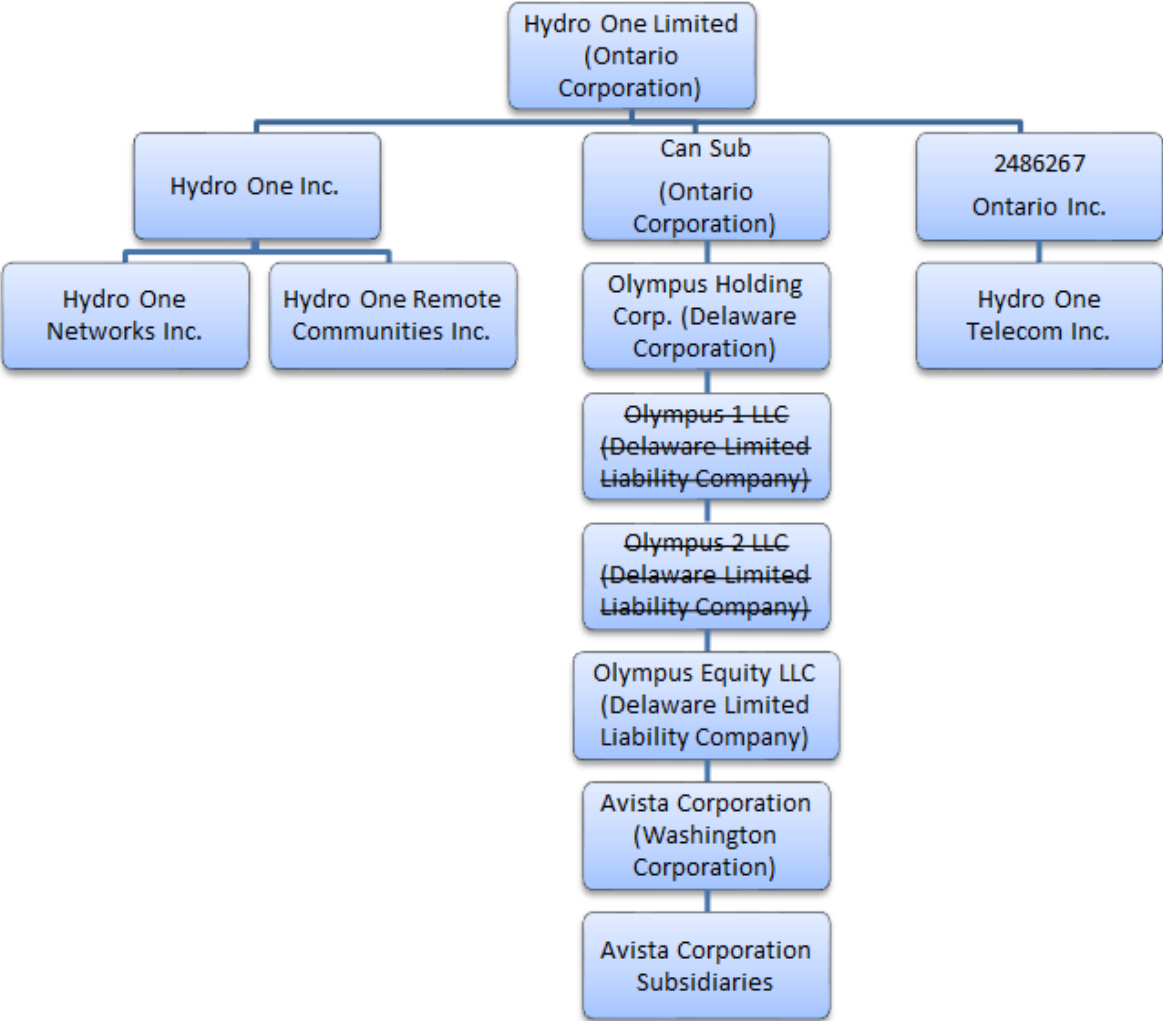 Hydro One Limited
(Ontario
Corporation)
Hydro One Inc.
Can Sub
(Ontario
Corporation)
2486267
Ontario Inc.
Hydro One
Networks Inc.
Hydro One Remote
Communities Inc.
Olympus Holding
Corp. (Delaware
Corporation)
Hydro One
Telecom Inc.
Olympus 1 LLC
(Delaware Limited
Liability Company)
Olympus 2 LLC
(Delaware Limited
Liability Company)
Olympus Equity LLC
(Delaware Limited
Liability Company)
Avista Corporation
(Washington
Corporation)
Avista Corporation
Subsidiaries